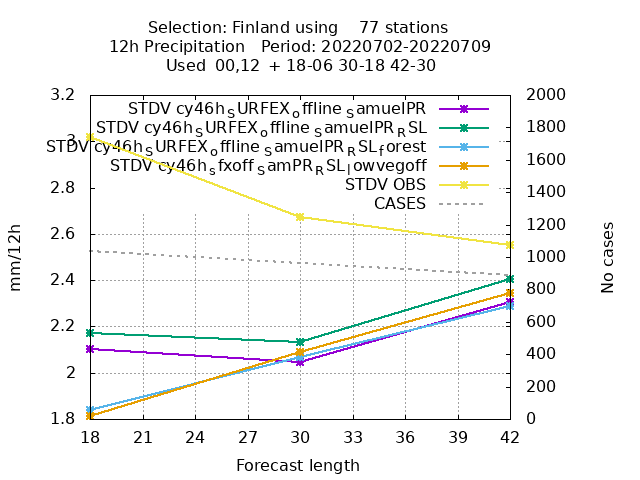 Selection: Finland using    77 stations
12h Precipitation   Period: 20220702-20220709
Used  00,12  + 18-06 30-18 42-30
STDV cy46h_SURFEX_offline_SamuelPR
STDV cy46h_SURFEX_offline_SamuelPR_RSL
STDV cy46h_SURFEX_offline_SamuelPR_RSL_forest
STDV cy46h_sfxoff_SamPR_RSL_lowvegoff
STDV OBS
CASES
3.2
3
2.8
2.6
2.4
2.2
2
1.8
mm/12h
2000
1800
1600
1400
1200
1000
800
600
400
200
0
No cases
18 21 24 27 30 33 36 39 42
Forecast length